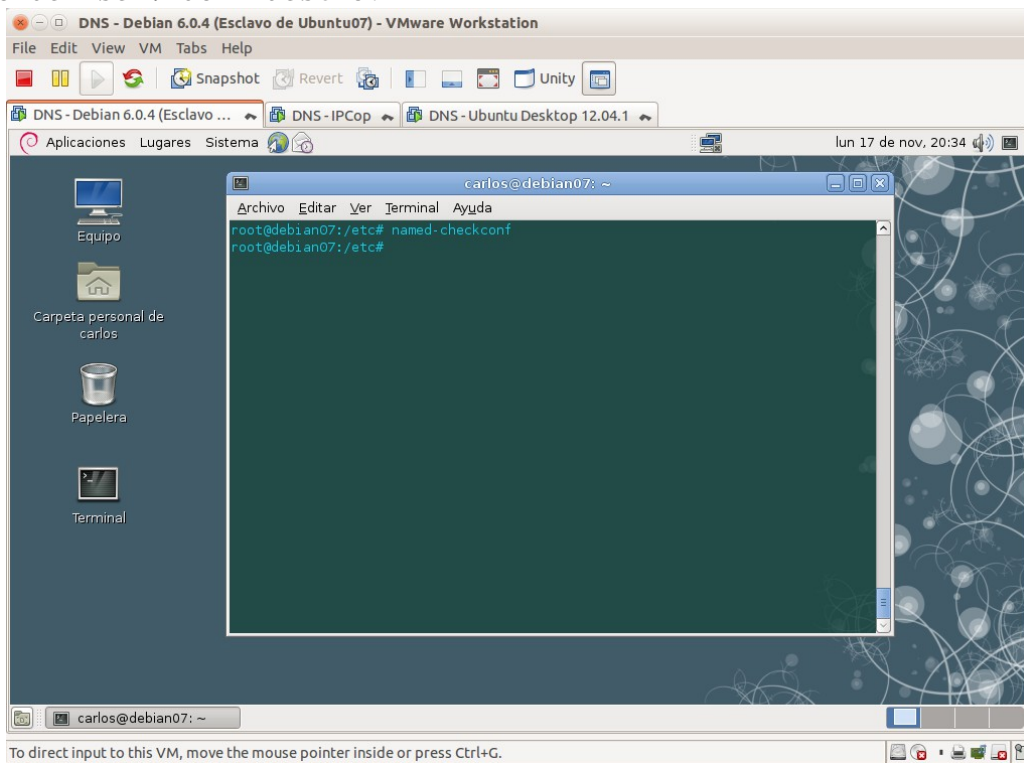 DNS - Debian 6.0.4 (Esclavo de Ubuntu07) - VMware Workstation
File Edit View VM Tabs Help
Snapshot Revert Unity
DNS - Debian 6.0.4 (Esclavo ... DNS - IPCop DNS - Ubuntu Desktop 12.04.1
Aplicaciones Lugares Sistema lun 17 de nov, 20:34
carlos@debian07: ~
Archivo Editar Ver Terminal Ayuda
root@debian07:/etc# named-checkconf
root@debian07:/etc#
Equipo
Carpeta personal de
carlos
Papelera
Terminal
carlos@debian07: ~
To direct input to this VM, move the mouse pointer inside or press Ctrl+G.